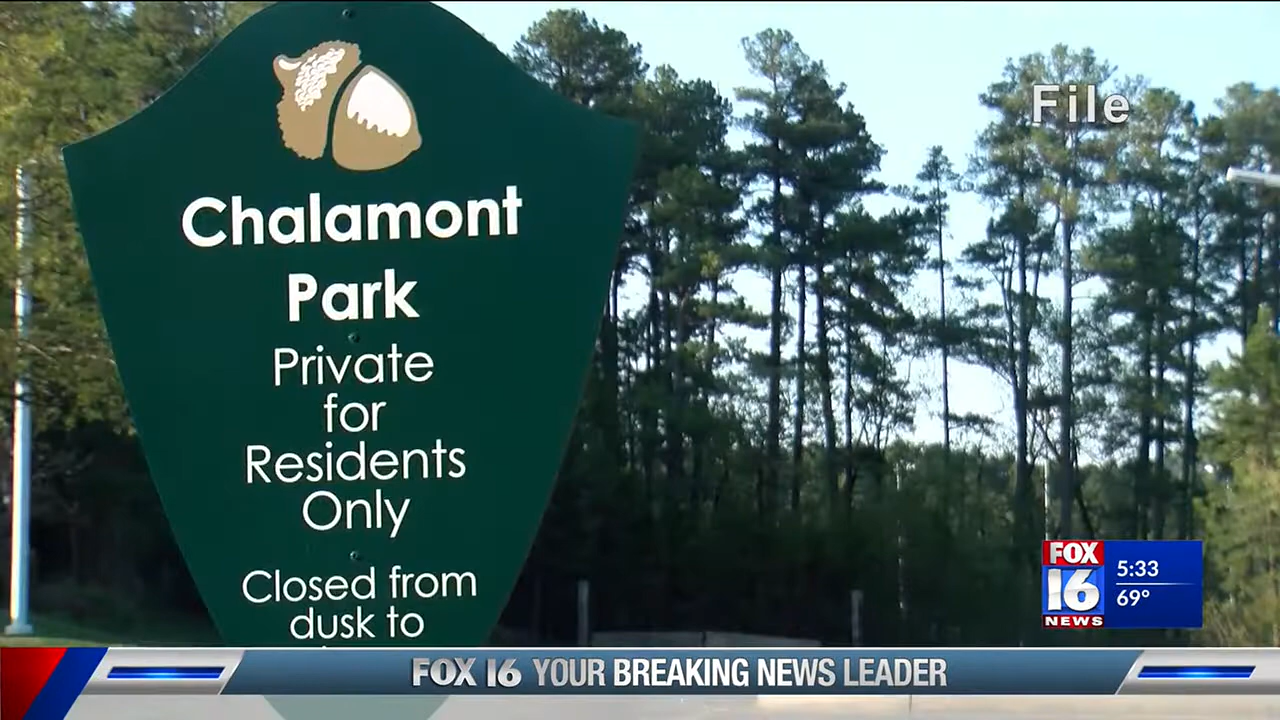 File
Chalamont
Park
Private
for
Residents
Only
Closed from
dusk to
FOX
16
NEWS
5:33
69°
FOX 16 YOUR BREAKING NEWS LEADER